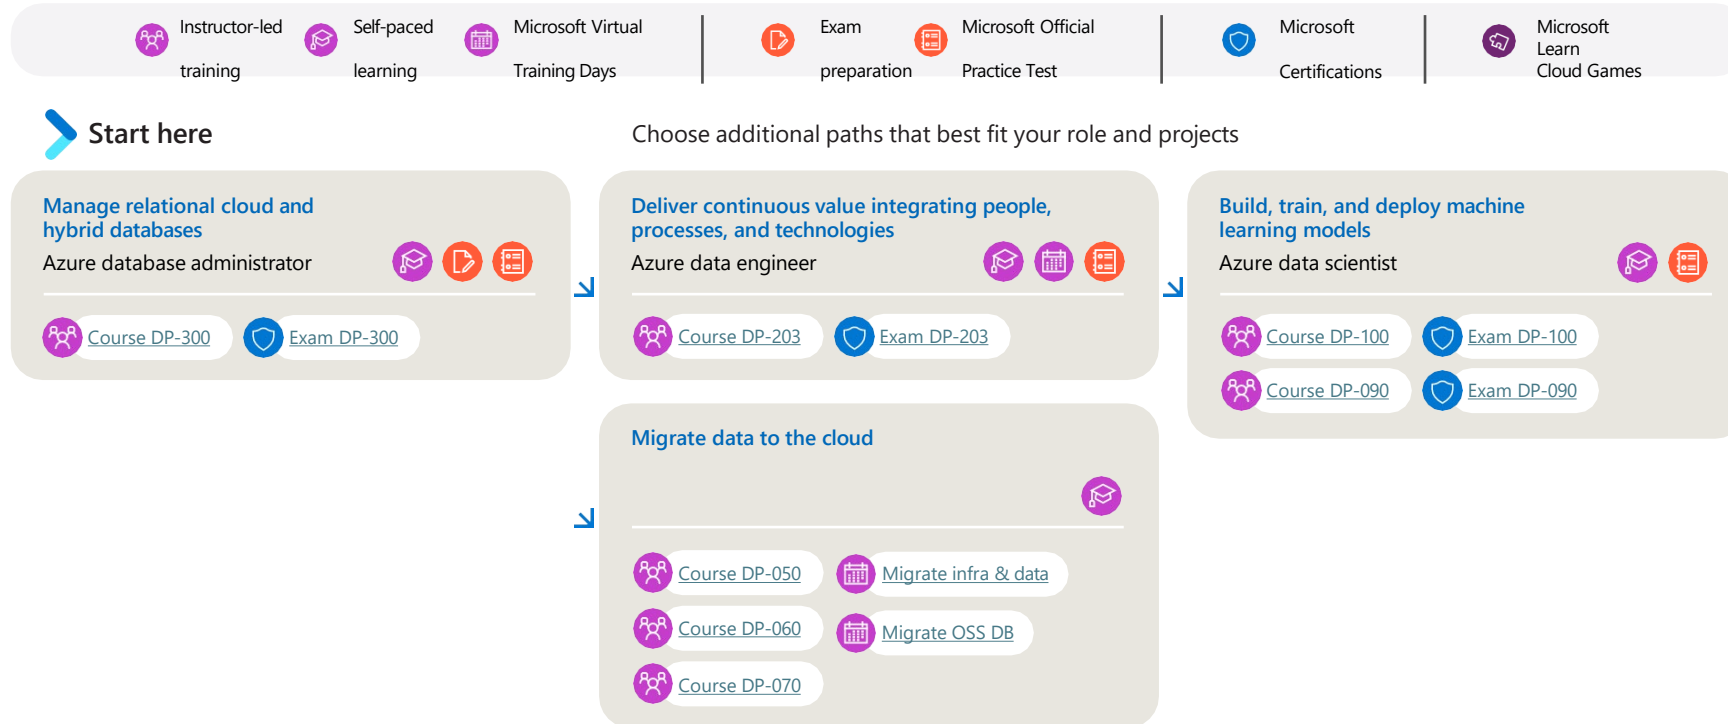 Instructor-led
training
Self-paced
learning
Microsoft Virtual
Training Days
Exam
preparation
Microsoft Official
Practice Test
Microsoft
Certifications
Microsoft
Learn
Cloud Games
Start here
Choose additional paths that best fit your role and projects
Manage relational cloud and
hybrid databases
Azure database administrator
Course DP-300
Exam DP-300
Deliver continuous value integrating people,
processes, and technologies
Azure data engineer
Course DP-203
Exam DP-203
Build, train, and deploy machine
learning models
Azure data scientist
Course DP-100
Exam DP-100
Course DP-090
Exam DP-090
Migrate data to the cloud
Course DP-050
Migrate infra & data
Course DP-060
Migrate OSS DB
Course DP-070